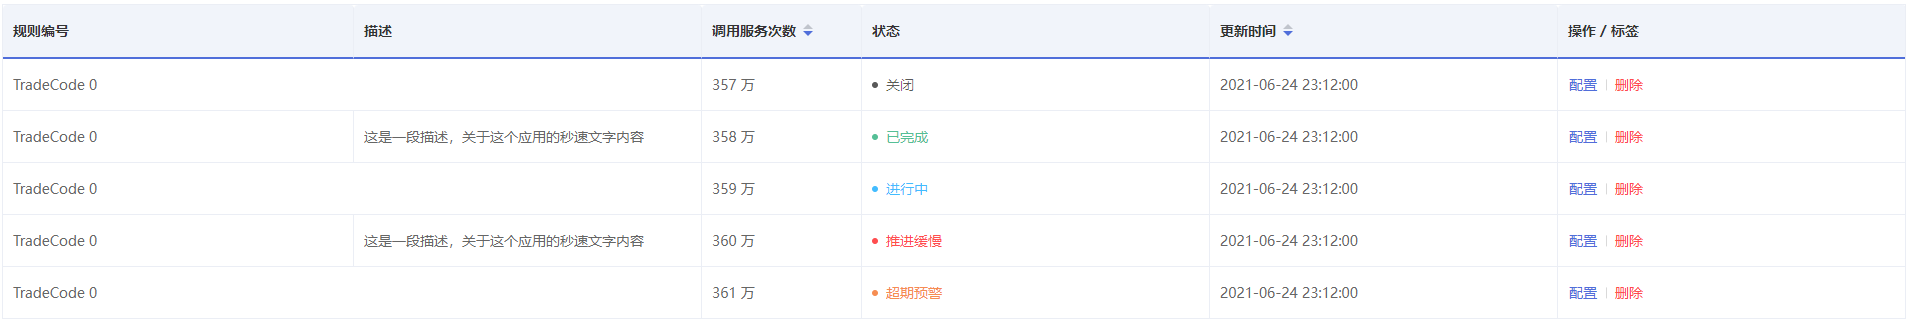 规则编号 描述 调用服务次数 状态 更新时间 操作 / 标签
TradeCode 0 357 万 关闭 2021-06-24 23:12:00 配置 删除
TradeCode 0 这是一段描述，关于这个应用的秒速文字内容 358 万 已完成 2021-06-24 23:12:00 配置 删除
TradeCode 0 359 万 进行中 2021-06-24 23:12:00 配置 删除
TradeCode 0 这是一段描述，关于这个应用的秒速文字内容 360 万 推进缓慢 2021-06-24 23:12:00 配置 删除
TradeCode 0 361 万 超期预警 2021-06-24 23:12:00 配置 删除